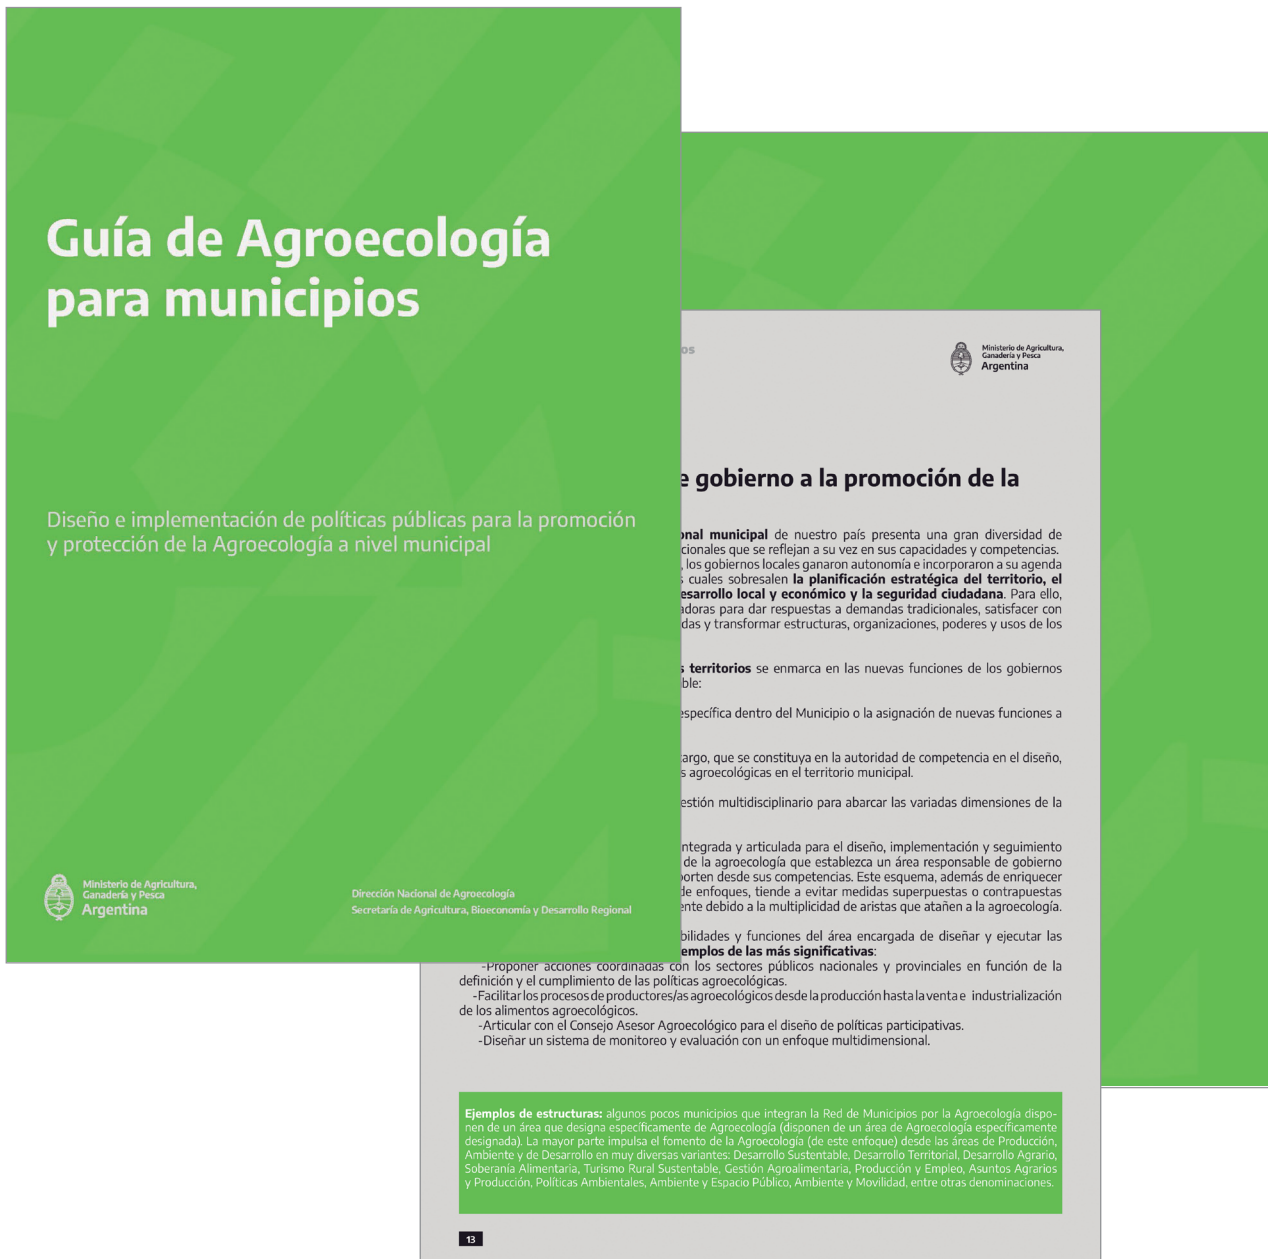 Guía de Agroecología
para municipios
Diseño e implementación de políticas públicas para la promoción
y protección de la Agroecología a nivel municipal
Ministerio de Agricultura,
Ganadería y Pesca
Argentina
Dirección Nacional de Agroecología
Secretaría de Agricultura, Bioeconomía y Desarrollo Regional
os
Ministerio de Agricultura,
Ganadería y Pesca
Argentina
e gobierno a la promoción de la
onal municipal de nuestro país presenta una gran diversidad de
cionales que se reflejan a su vez en sus capacidades y competencias.
, los gobiernos locales ganaron autonomía e incorporaron a su agenda
s cuales sobresalen la planificación estratégica del territorio, el
esarrollo local y económico y la seguridad ciudadana. Para ello,
adoras para dar respuestas a demandas tradicionales, satisfacer con
das y transformar estructuras, organizaciones, poderes y usos de los
s territorios se enmarca en las nuevas funciones de los gobiernos
ble:
específica dentro del Municipio o la asignación de nuevas funciones a
cargo, que se constituya en la autoridad de competencia en el diseño,
s agroecológicas en el territorio municipal.
estión multidisciplinario para abarcar las variadas dimensiones de la
integrada y articulada para el diseño, implementación y seguimiento
de la agroecología que establezca un área responsable de gobierno
porten desde sus competencias. Este esquema, además de enriquecer
de enfoques, tiende a evitar medidas superpuestas o contrapuestas
ente debido a la multiplicidad de aristas que atañen a la agroecología.
bilidades y funciones del área encargada de diseñar y ejecutar las
emplos de las más significativas:
-Proponer acciones coordinadas con los sectores públicos nacionales y provinciales en función de la
definición y el cumplimiento de las políticas agroecológicas.
-Facilitar los procesos de productores/as agroecológicos desde la producción hasta la venta e industrialización
de los alimentos agroecológicos.
-Articular con el Consejo Asesor Agroecológico para el diseño de políticas participativas.
-Diseñar un sistema de monitoreo y evaluación con un enfoque multidimensional.
Ejemplos de estructuras: algunos pocos municipios que integran la Red de Municipios por la Agroecología dispo-
nen de un área que designa específicamente de Agroecología (disponen de un área de Agroecología específicamente
designada). La mayor parte impulsa el fomento de la Agroecología (de este enfoque) desde las áreas de Producción,
Ambiente y de Desarrollo en muy diversas variantes: Desarrollo Sustentable, Desarrollo Territorial, Desarrollo Agrario,
Soberanía Alimentaria, Turismo Rural Sustentable, Gestión Agroalimentaria, Producción y Empleo, Asuntos Agrarios
y Producción, Políticas Ambientales, Ambiente y Espacio Público, Ambiente y Movilidad, entre otras denominaciones.
13